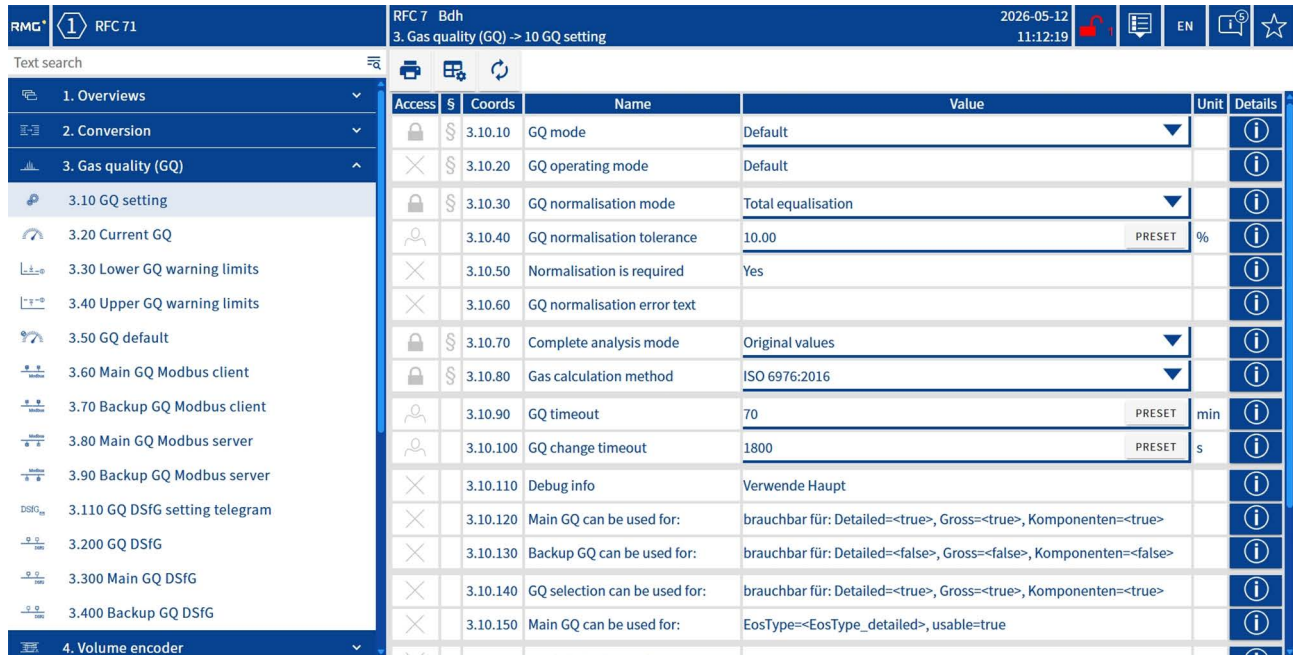 RMG 1 RFC 71
RFC 7 Bdh
3. Gas quality (GQ) -> 10 GQ setting
2026-05-12
11:12:19
1
EN
5
Text search
1. Overviews
2. Conversion
3. Gas quality (GQ)
3.10 GQ setting
3.20 Current GQ
3.30 Lower GQ warning limits
3.40 Upper GQ warning limits
3.50 GQ default
Modbus 3.60 Main GQ Modbus client
Modbus 3.70 Backup GQ Modbus client
Modbus 3.80 Main GQ Modbus server
Modbus 3.90 Backup GQ Modbus server
DSfG 3.110 GQ DSfG setting telegram
3.200 GQ DSfG
3.300 Main GQ DSfG
3.400 Backup GQ DSfG
4. Volume encoder
Access § Coords Name Value Unit Details
§ 3.10.10 GQ mode Default
§ 3.10.20 GQ operating mode Default
§ 3.10.30 GQ normalisation mode Total equalisation
3.10.40 GQ normalisation tolerance 10.00 PRESET %
3.10.50 Normalisation is required Yes
3.10.60 GQ normalisation error text
§ 3.10.70 Complete analysis mode Original values
§ 3.10.80 Gas calculation method ISO 6976:2016
3.10.90 GQ timeout 70 PRESET min
3.10.100 GQ change timeout 1800 PRESET s
3.10.110 Debug info Verwende Haupt
3.10.120 Main GQ can be used for: brauchbar für: Detailed=<true>, Gross=<true>, Komponenten=<true>
3.10.130 Backup GQ can be used for: brauchbar für: Detailed=<false>, Gross=<false>, Komponenten=<false>
3.10.140 GQ selection can be used for: brauchbar für: Detailed=<true>, Gross=<true>, Komponenten=<true>
3.10.150 Main GQ can be used for: EosType=<EosType_detailed>, usable=true